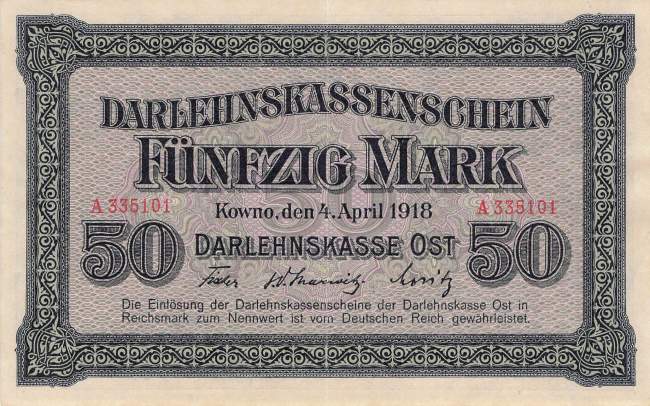 DARLEHNSKASSENSCHEIN
FÜNFZIG MARK
A 335101
Kowno, den 4. April 1918
A 335101
50
DARLEHNSKASSE OST
50
Die Einlösung der Darlehnskassenscheine der Darlehnskasse Ost in
Reichsmark zum Nennwert ist vom Deutschen Reich gewährleistet.